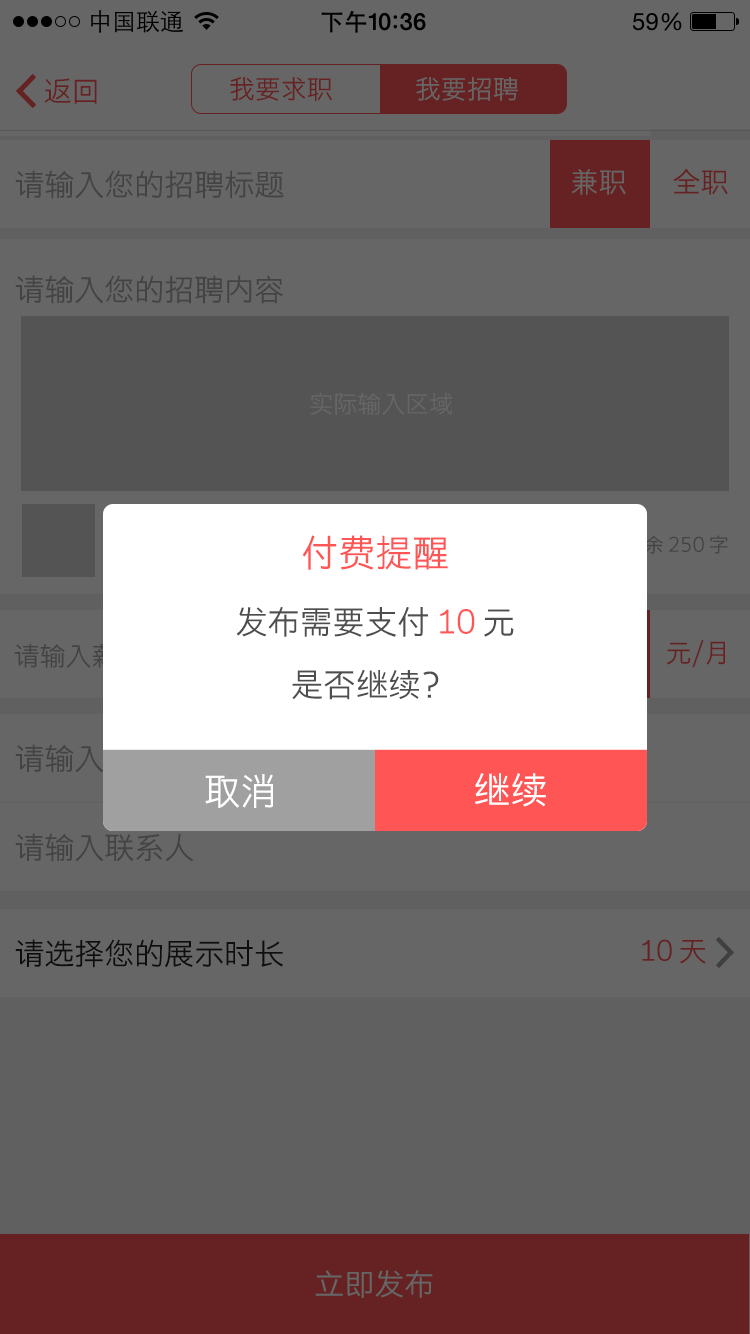 中国联通 下午10:36 59%
返回 我要求职 我要招聘
请输入您的招聘标题 兼职 全职
请输入您的招聘内容
实际输入区域
余 250 字
付费提醒
发布需要支付 10 元
是否继续?
请输入 元/月
请输入
取消 继续
请输入联系人
请选择您的展示时长 10 天
立即发布